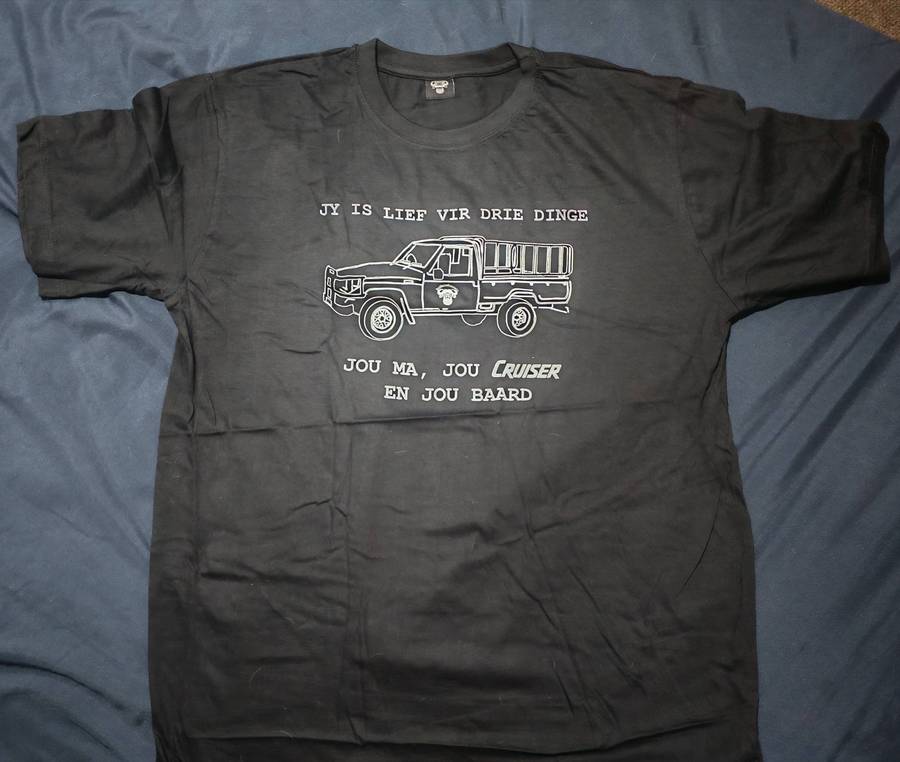 JY IS LIEF VIR DRIE DINGE
JOU MA, JOU CRUISER
EN JOU BAARD